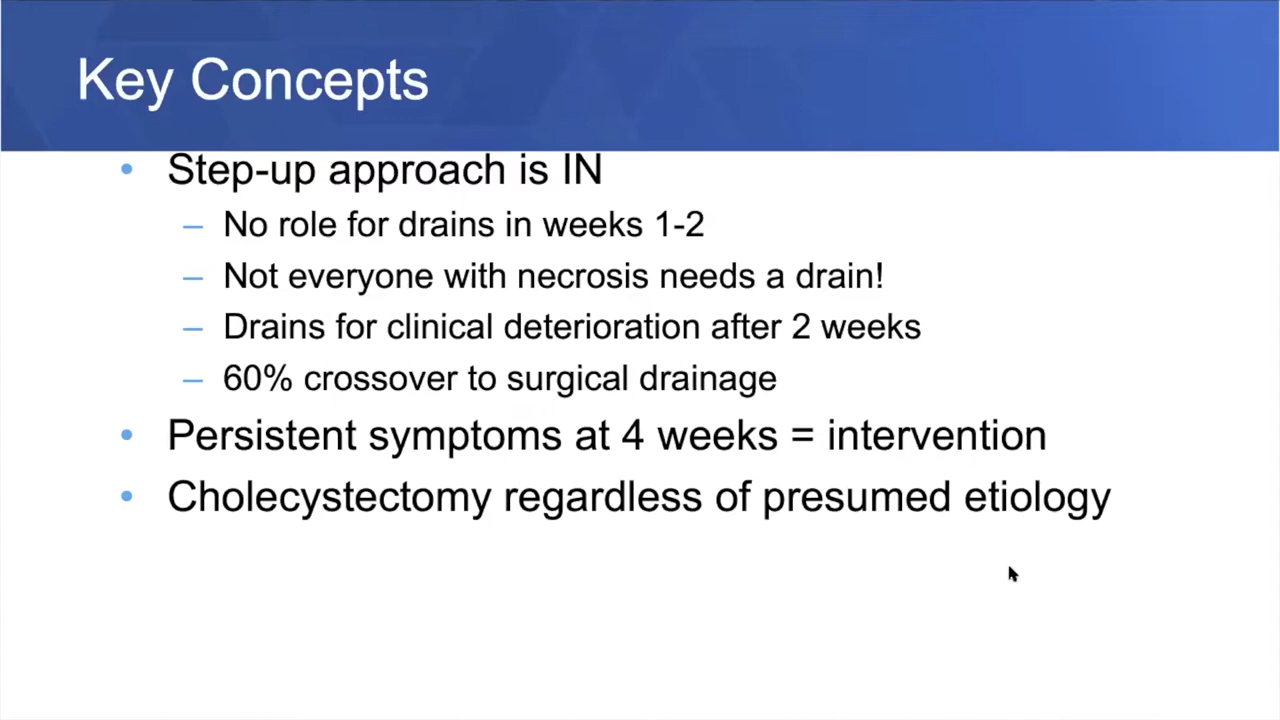 Key Concepts
• Step-up approach is IN
– No role for drains in weeks 1-2
– Not everyone with necrosis needs a drain!
– Drains for clinical deterioration after 2 weeks
– 60% crossover to surgical drainage
• Persistent symptoms at 4 weeks = intervention
• Cholecystectomy regardless of presumed etiology